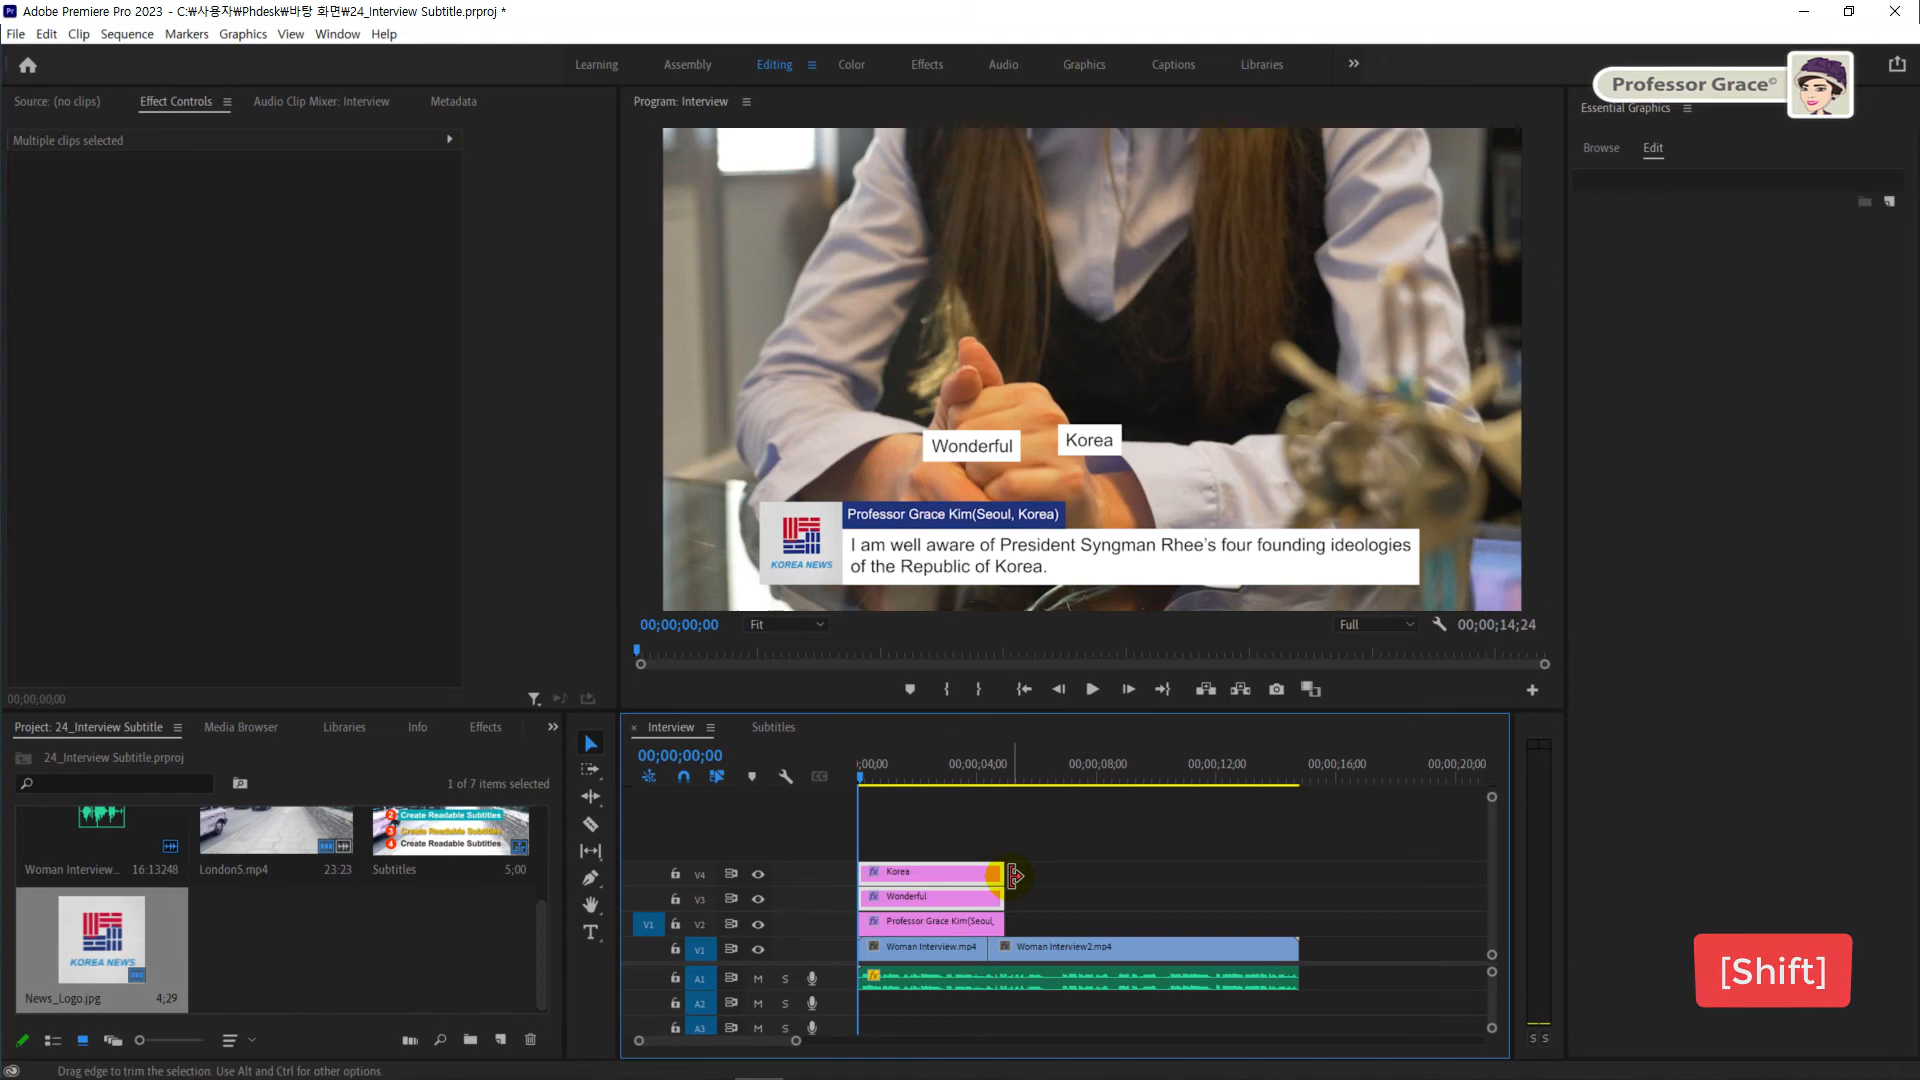 Adobe Premiere Pro 2023 - C:₩사용자₩Phdesk₩바탕 화면₩24_Interview Subtitle.prproj *
File Edit Clip Sequence Markers Graphics View Window Help
Learning Assembly Editing Color Effects Audio Graphics Captions Libraries
Professor Grace©
Source: (no clips) Effect Controls Audio Clip Mixer: Interview Metadata
Program: Interview
Essential Graphics
Multiple clips selected
Browse Edit
Wonderful
Korea
Professor Grace Kim(Seoul, Korea)
I am well aware of President Syngman Rhee's four founding ideologies
of the Republic of Korea.
KOREA NEWS
00;00;00;00 Fit Full 00;00;14;24
00;00;00;00
Project: 24_Interview Subtitle Media Browser Libraries Info Effects
24_Interview Subtitle.prproj
1 of 7 items selected
2 Create Readable Subtitles
3 Create Readable Subtitles
4 Create Readable Subtitles
Woman Interview... 16:13248
London5.mp4 23:23
Subtitles 5;00
KOREA NEWS
News_Logo.jpg 4;29
Interview Subtitles
00;00;00;00
;00;00 00;00;04;00 00;00;08;00 00;00;12;00 00;00;16;00 00;00;20;00
V4 Korea
V3 Wonderful
V1 V2 Professor Grace Kim(Seoul,
V1 Woman Interview.mp4 Woman Interview2.mp4
A1 M S
A2 M S
A3 M S
S S
[Shift]
Drag edge to trim the selection. Use Alt and Ctrl for other options.